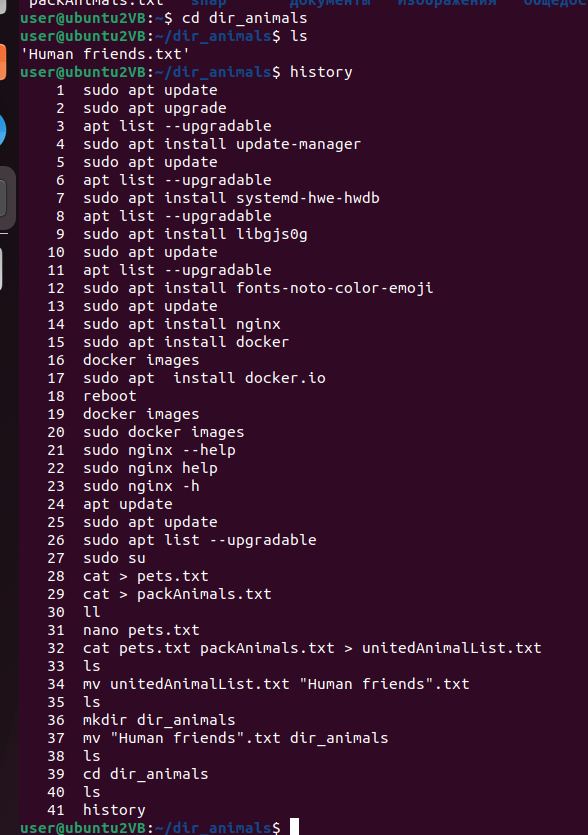 packAnimals.txt snap документы Изображения
user@ubuntu2VB:~$ cd dir_animals
user@ubuntu2VB:~/dir_animals$ ls
'Human friends.txt'
user@ubuntu2VB:~/dir_animals$ history
1 sudo apt update
2 sudo apt upgrade
3 apt list --upgradable
4 sudo apt install update-manager
5 sudo apt update
6 apt list --upgradable
7 sudo apt install systemd-hwe-hwdb
8 apt list --upgradable
9 sudo apt install libgjs0g
10 sudo apt update
11 apt list --upgradable
12 sudo apt install fonts-noto-color-emoji
13 sudo apt update
14 sudo apt install nginx
15 sudo apt install docker
16 docker images
17 sudo apt  install docker.io
18 reboot
19 docker images
20 sudo docker images
21 sudo nginx --help
22 sudo nginx help
23 sudo nginx -h
24 apt update
25 sudo apt update
26 sudo apt list --upgradable
27 sudo su
28 cat > pets.txt
29 cat > packAnimals.txt
30 ll
31 nano pets.txt
32 cat pets.txt packAnimals.txt > unitedAnimalList.txt
33 ls
34 mv unitedAnimalList.txt "Human friends".txt
35 ls
36 mkdir dir_animals
37 mv "Human friends".txt dir_animals
38 ls
39 cd dir_animals
40 ls
41 history
user@ubuntu2VB:~/dir_animals$